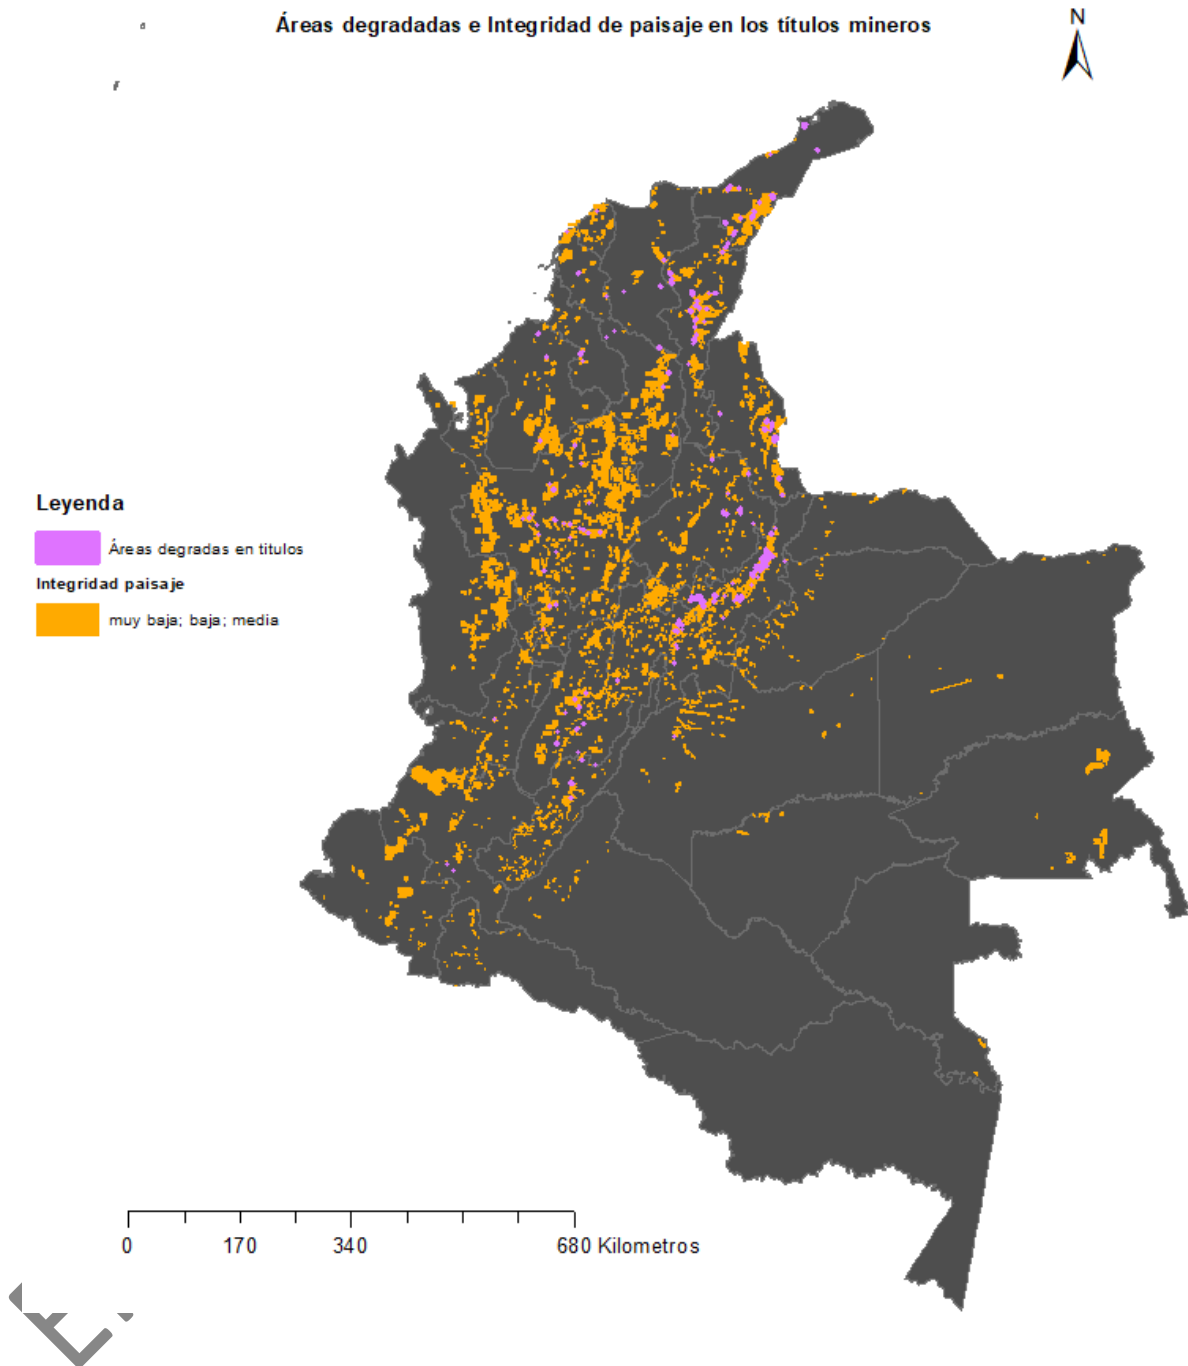 Áreas degradadas e Integridad de paisaje en los títulos mineros
N
Leyenda
Áreas degradas en titulos
Integridad paisaje
muy baja; baja; media
0 170 340 680 Kilometros